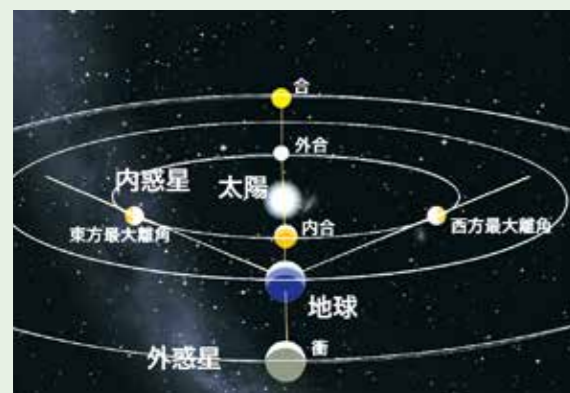 合
外合
内惑星
太陽
東方最大離角
内合
西方最大離角
地球
外惑星
衝